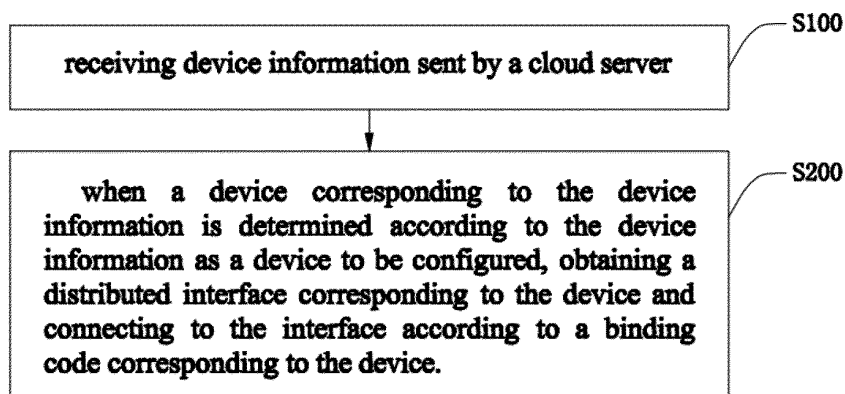 S100
receiving device information sent by a cloud server
S200
when a device corresponding to the device
information is determined according to the device
information as a device to be configured, obtaining a
distributed interface corresponding to the device and
connecting to the interface according to a binding
code corresponding to the device.